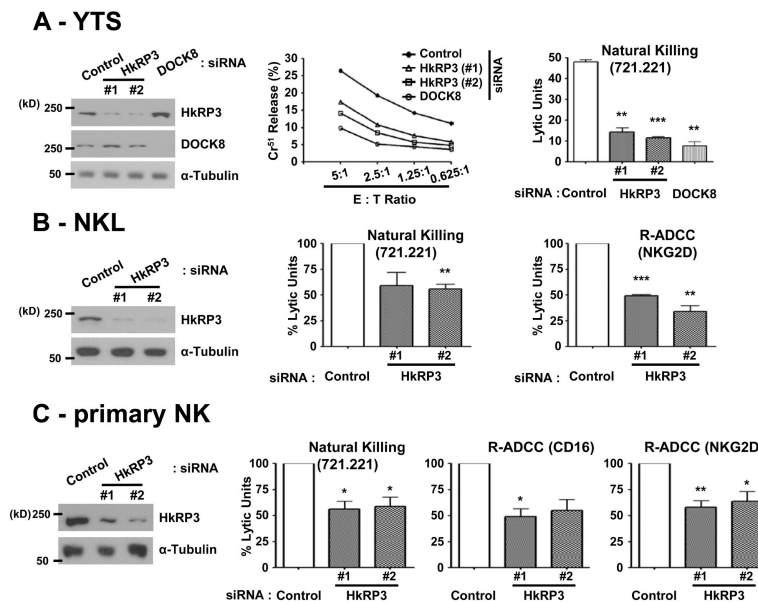 A - YTS
Control
HkRP3
DOCK8
: siRNA
#1 #2
(kD)
250
HkRP3
250
DOCK8
50
α-Tubulin
Cr51 Release (%)
30
25
20
15
10
5
0
5:1
2.5:1
1.25:1
0.625:1
E : T Ratio
Control
HkRP3 (#1)
HkRP3 (#2)
DOCK8
siRNA
Natural Killing
(721.221)
Lytic Units
50
40
30
20
10
0
** *** **
#1 #2
siRNA : Control HkRP3 DOCK8
B - NKL
Control
HkRP3
: siRNA
#1 #2
(kD)
250
HkRP3
50
α-Tubulin
Natural Killing
(721.221)
% Lytic Units
100
75
50
25
0
**
#1 #2
siRNA : Control HkRP3
R-ADCC
(NKG2D)
% Lytic Units
100
75
50
25
0
*** **
#1 #2
siRNA : Control HkRP3
C - primary NK
Control
HkRP3
: siRNA
#1 #2
(kD)
250
HkRP3
50
α-Tubulin
Natural Killing
(721.221)
% Lytic Units
100
75
50
25
0
* *
#1 #2
siRNA : Control HkRP3
R-ADCC (CD16)
100
75
50
25
0
*
#1 #2
Control HkRP3
R-ADCC (NKG2D
100
75
50
25
0
** *
#1 #2
Control HkRP3